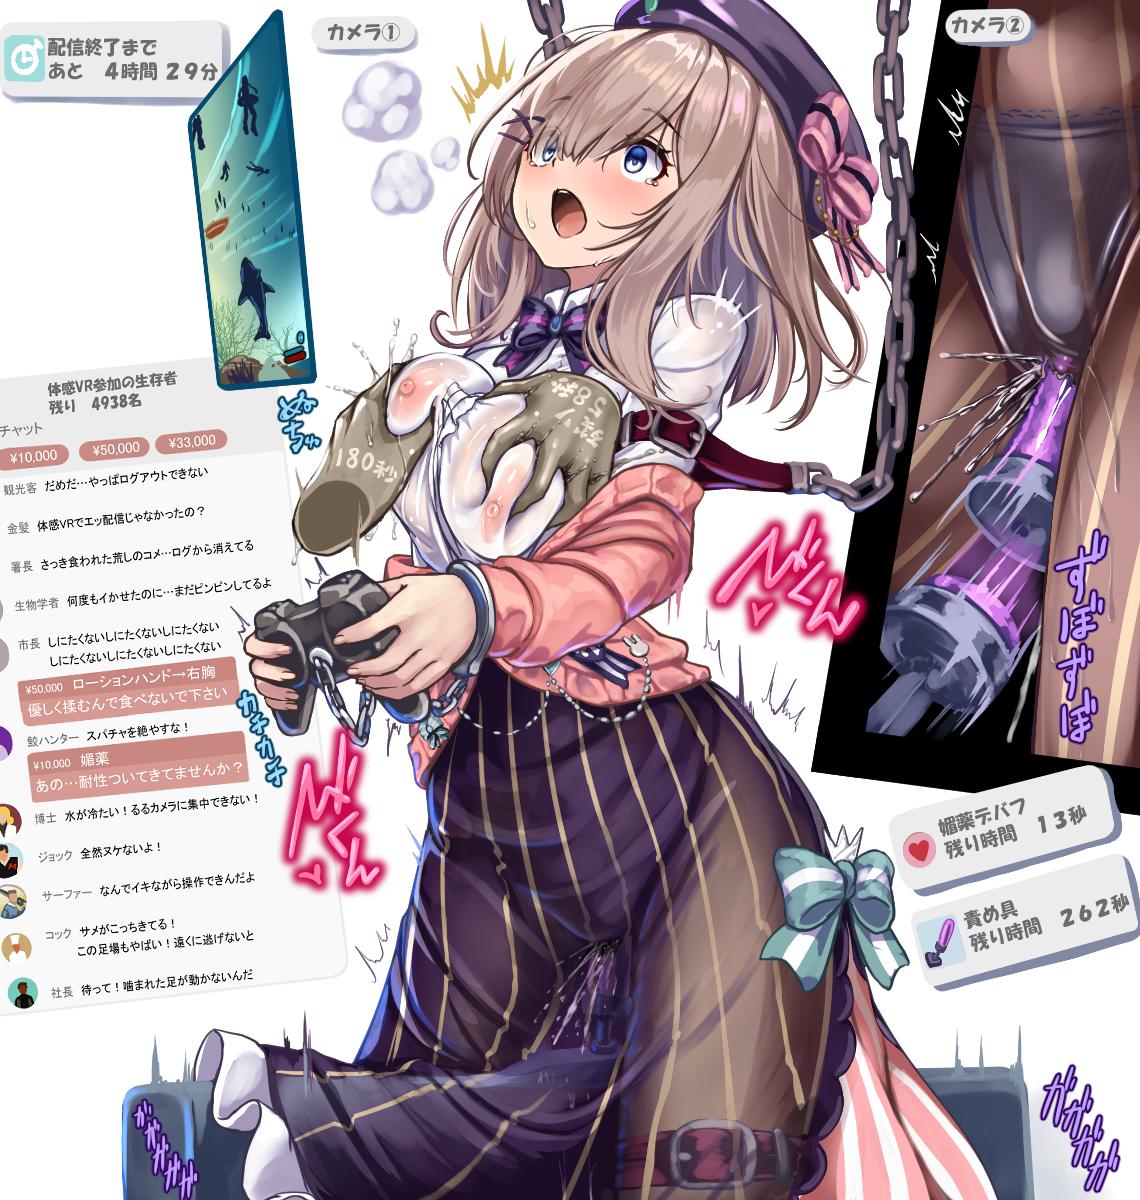 配信終了まで
あと 4時間29分
カメラ①
カメラ②
体感VR参加の生存者
残り 4938名
チャット
¥10,000
¥50,000
¥33,000
観光客 だめだ…やっぱログアウトできない
金髪 体感VRでエッ配信じゃなかったの？
署長 さっき食われた荒しのコメ…ログから消えてる
生物学者 何度もイかせたのに…まだピンピンしてるよ
市長 しにたくないしにたくないしにたくない
しにたくないしにたくないしにたくない
¥50,000 ローションハンド→右胸
優しく揉むんで食べないで下さい
鮫ハンター スパチャを絶やすな！
¥10,000 媚薬
あの…耐性ついてきてませんか？
博士 水が冷たい！るるカメラに集中できない！
ジョック 全然ヌケないよ！
サーファー なんでイキながら操作できんだよ
コック サメがこっちきてる！
この足場もやばい！遠くに逃げないと
社長 待って！噛まれた足が動かないんだ
ぬちゅ
180秒
58秒
カチカチ
びくん
びくん
ずぼずぼ
媚薬デバフ
残り時間 13秒
責め具
残り時間 262秒
ガガガガ
ガガガガ